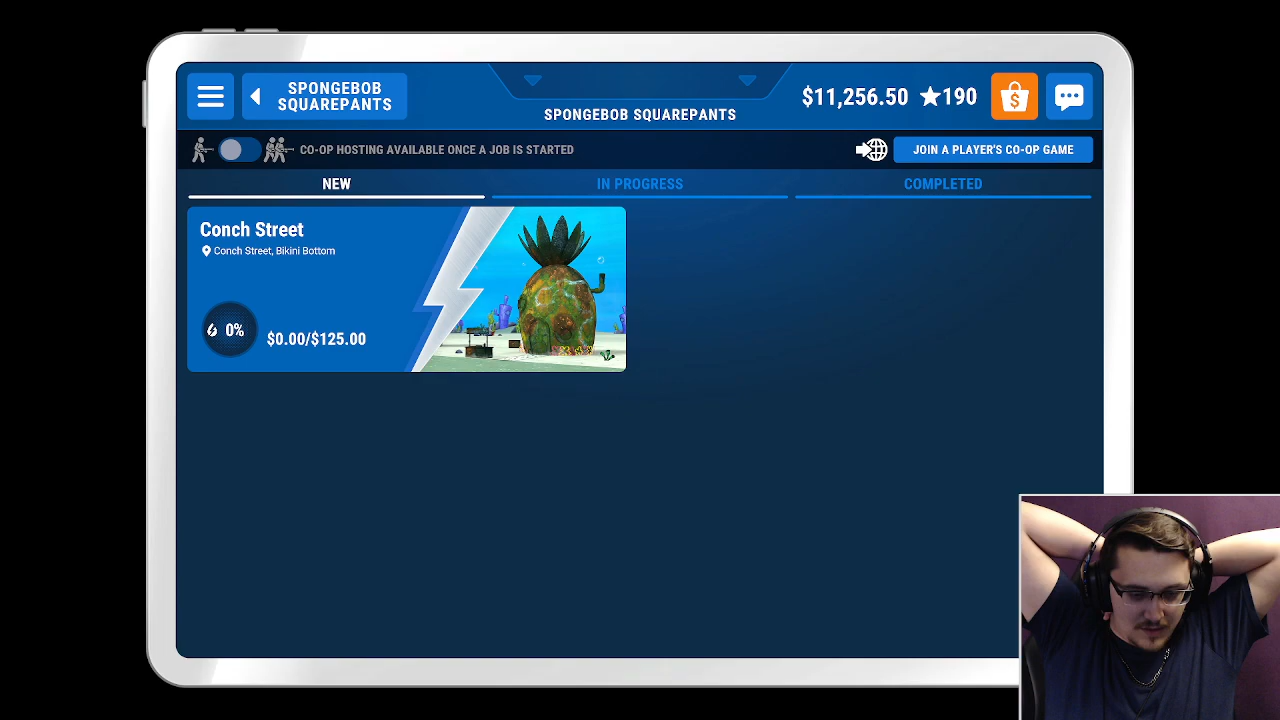 SPONGEBOB
SQUAREPANTS
SPONGEBOB SQUAREPANTS
$11,256.50 ★190
CO-OP HOSTING AVAILABLE ONCE A JOB IS STARTED
JOIN A PLAYER'S CO-OP GAME
NEW
IN PROGRESS
COMPLETED
Conch Street
Conch Street, Bikini Bottom
0%
$0.00/$125.00